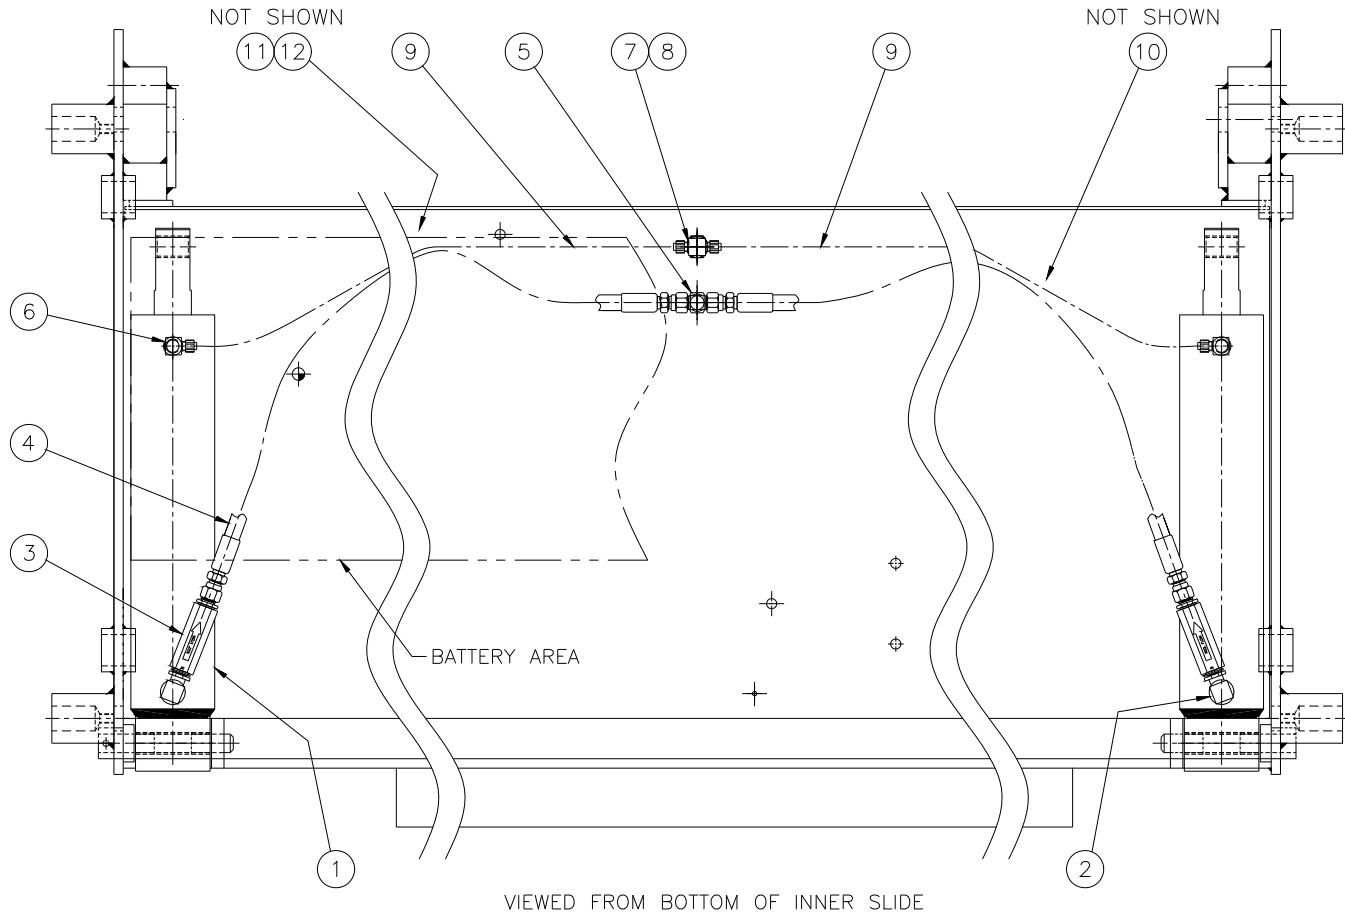 NOT SHOWN
NOT SHOWN
11 12 9 5 7 8 9 10
6
4
3
BATTERY AREA
1 2
VIEWED FROM BOTTOM OF INNER SLIDE